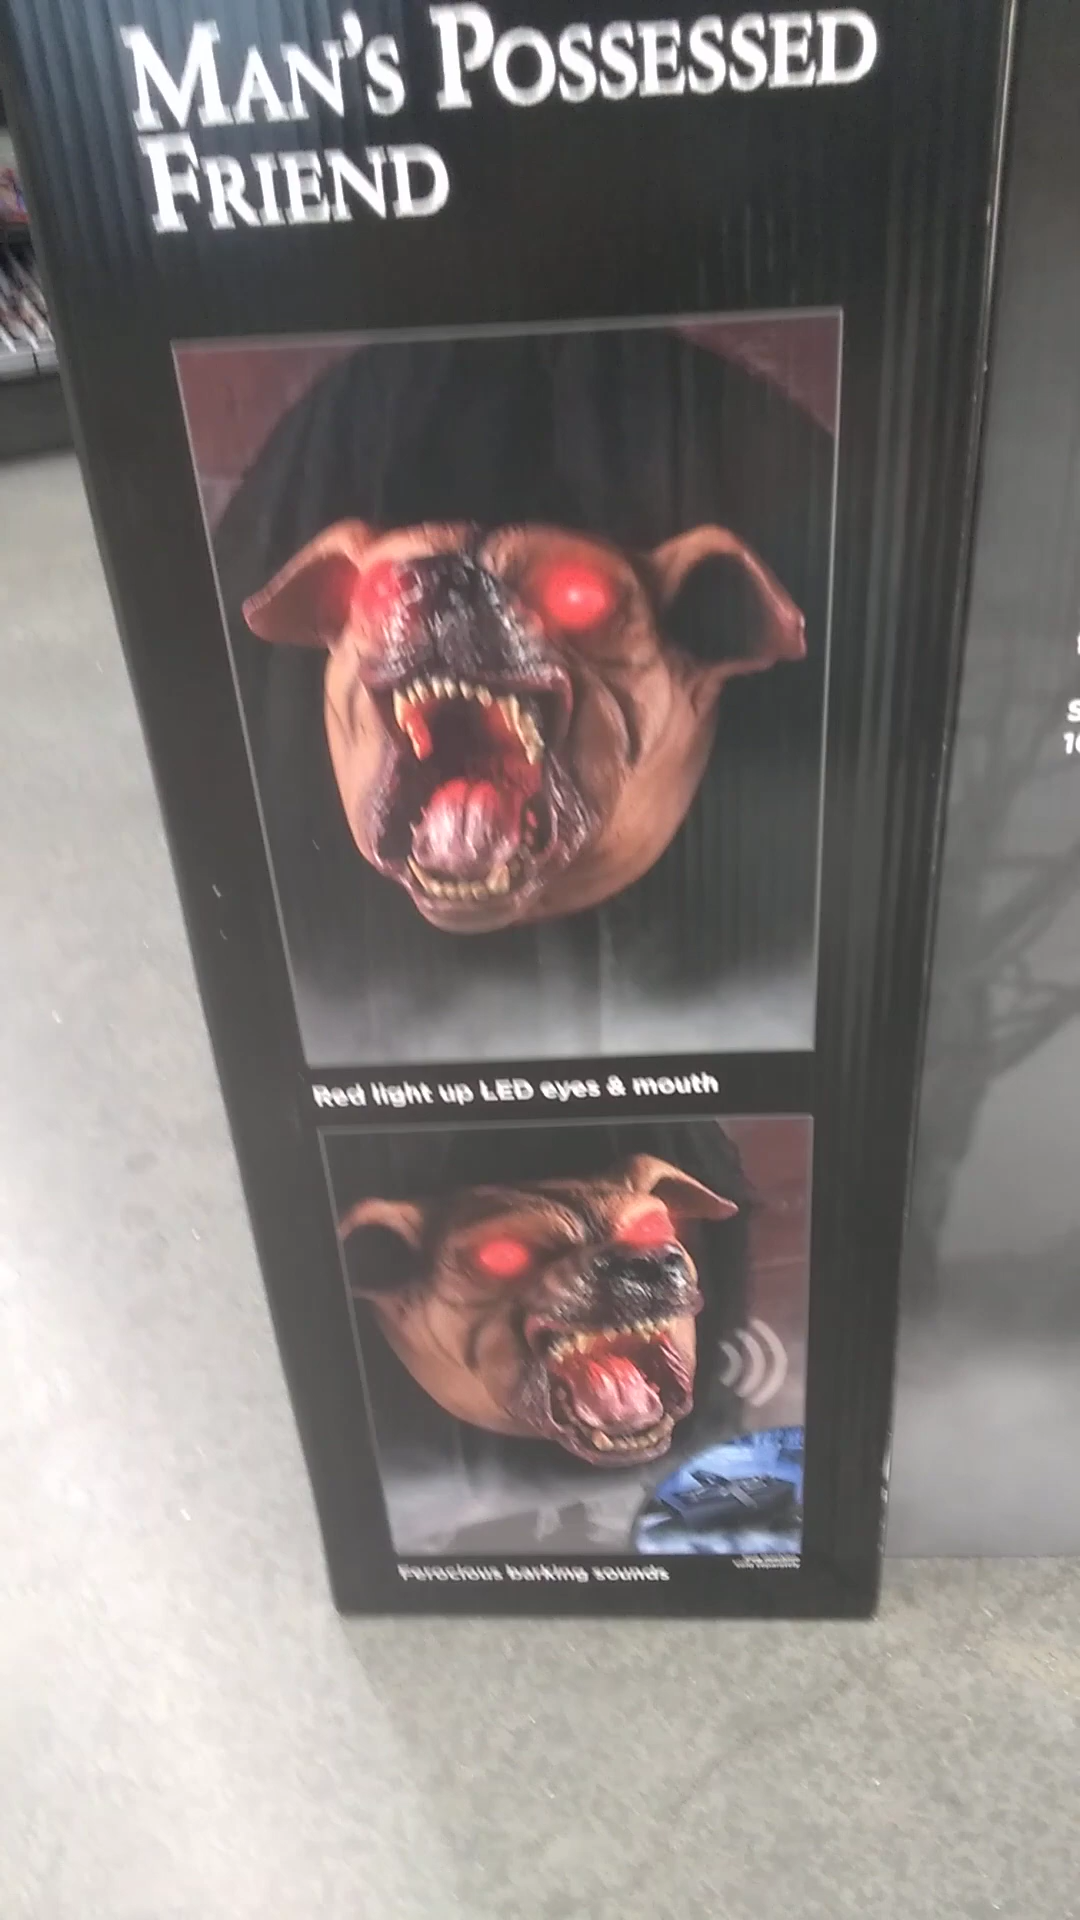 MAN'S POSSESSED
FRIEND
Red light up LED eyes & mouth
Ferocious barking sounds